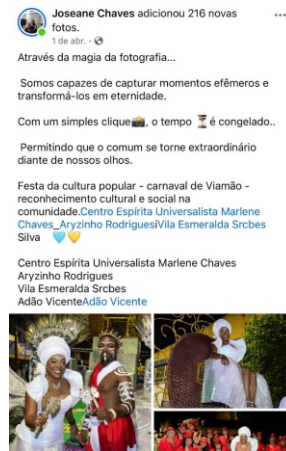 Joseane Chaves adicionou 216 novas
fotos.
1 de abr. ·
Através da magia da fotografia...
Somos capazes de capturar momentos efêmeros e
transformá-los em eternidade.
Com um simples clique📸, o tempo ⏳é congelado..
Permitindo que o comum se torne extraordinário
diante de nossos olhos.
Festa da cultura popular - carnaval de Viamão -
reconhecimento cultural e social na
comunidade.Centro Espírita Universalista Marlene
Chaves_Aryzinho RodriguesiVila Esmeralda Srcbes
Silva 🩵💛
Centro Espírita Universalista Marlene Chaves
Aryzinho Rodrigues
Vila Esmeralda Srcbes
Adão VicenteAdão Vicente